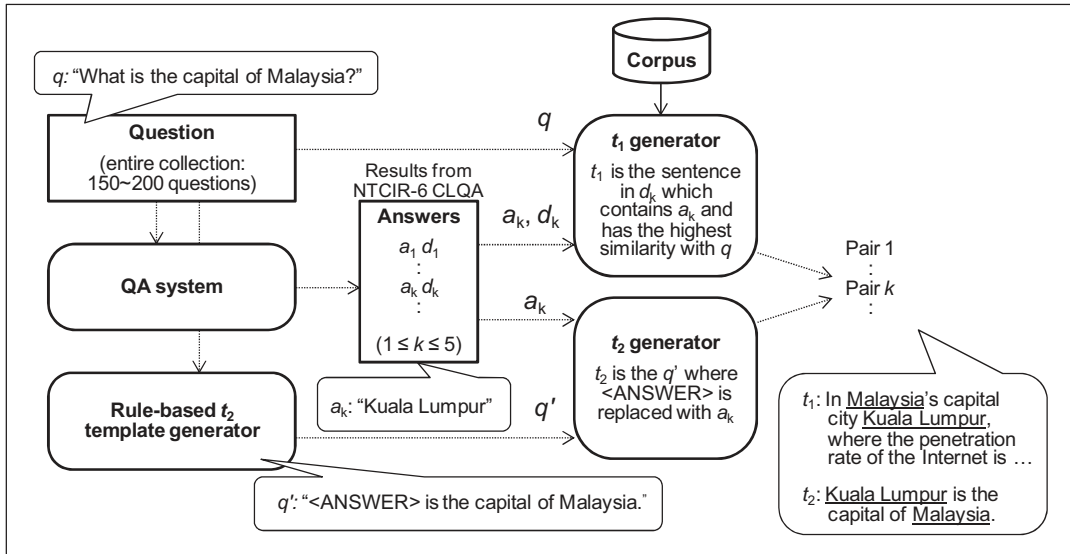 Corpus
q: “What is the capital of Malaysia?”
Question
(entire collection:
150~200 questions)
q
t1 generator
t1 is the sentence
in dk which
contains ak and
has the highest
similarity with q
Results from
NTCIR-6 CLQA
Answers
a1 d1
:
ak dk
:
(1 ≤ k ≤ 5)
ak, dk
QA system
ak
Pair 1
:
Pair k
:
t2 generator
t2 is the q’ where
<ANSWER> is
replaced with ak
ak: “Kuala Lumpur”
Rule-based t2
template generator
q'
q': “<ANSWER> is the capital of Malaysia.”
t1: In Malaysia’s capital
city Kuala Lumpur,
where the penetration
rate of the Internet is …
t2: Kuala Lumpur is the
capital of Malaysia.